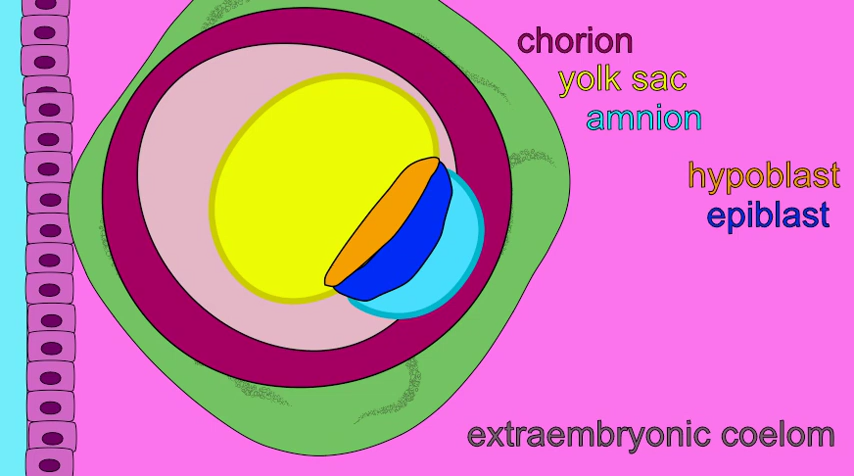 chorion
yolk sac
amnion
hypoblast
epiblast
extraembryonic coelom